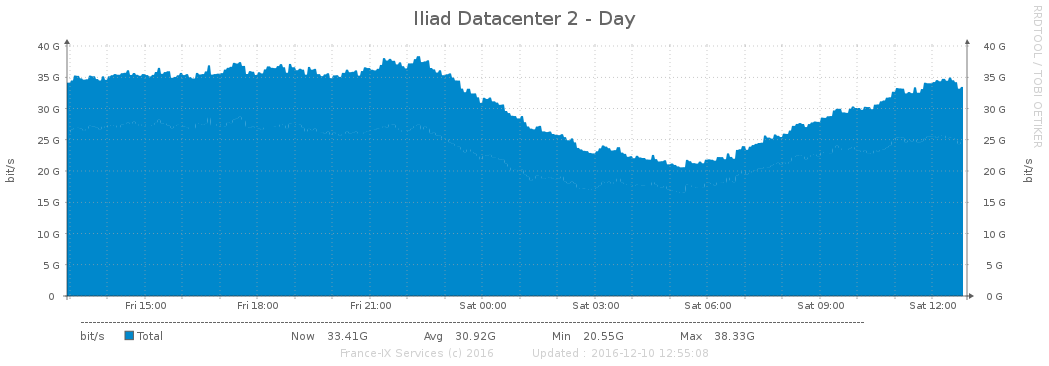 Iliad Datacenter 2 - Day
RRDTOOL / TOBI OETIKER
bit/s
40 G 40 G
35 G 35 G
30 G 30 G
25 G 25 G
20 G 20 G
15 G 15 G
10 G 10 G
5 G 5 G
0 0 G
bit/s
Fri 15:00 Fri 18:00 Fri 21:00 Sat 00:00 Sat 03:00 Sat 06:00 Sat 09:00 Sat 12:00
bit/s Total Now 33.41G Avg 30.92G Min 20.55G Max 38.33G
France-IX Services (c) 2016 Updated : 2016-12-10 12:55:08